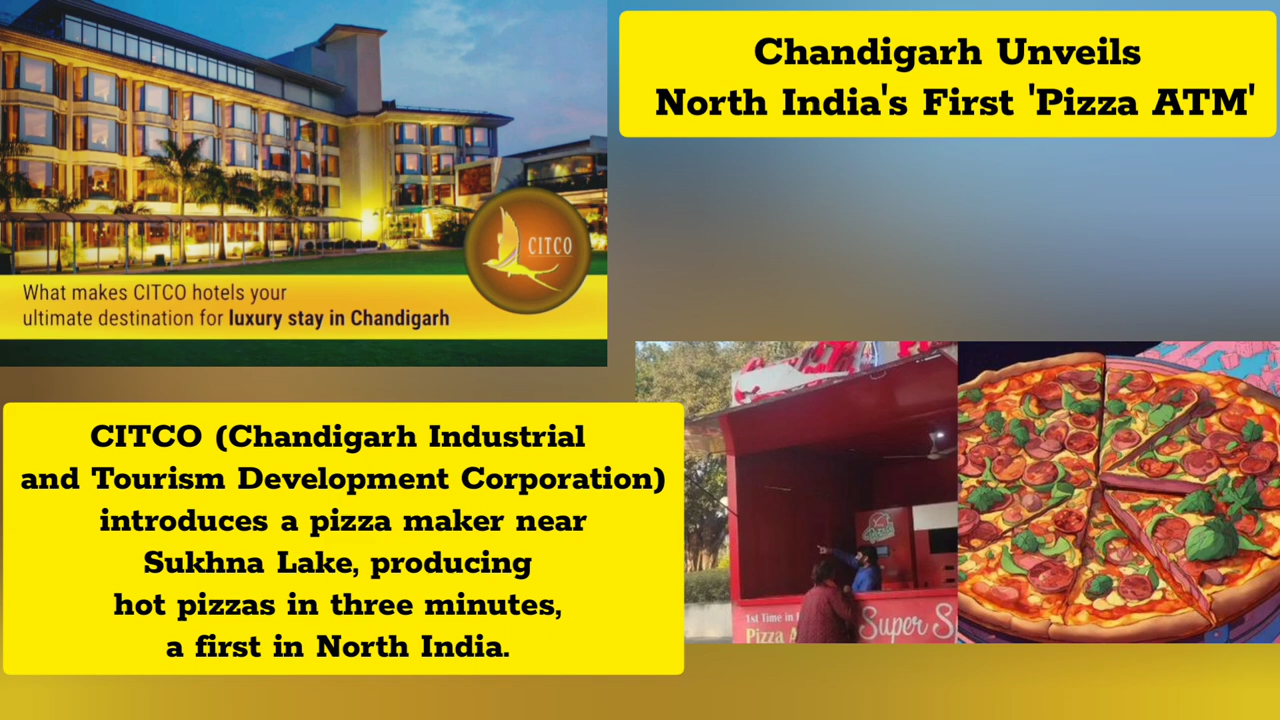 Chandigarh Unveils
North India's First 'Pizza ATM'
CITCO
What makes CITCO hotels your
ultimate destination for luxury stay in Chandigarh
CITCO (Chandigarh Industrial
and Tourism Development Corporation)
introduces a pizza maker near
Sukhna Lake, producing
hot pizzas in three minutes,
a first in North India.
1st Time in
Pizza
Super S